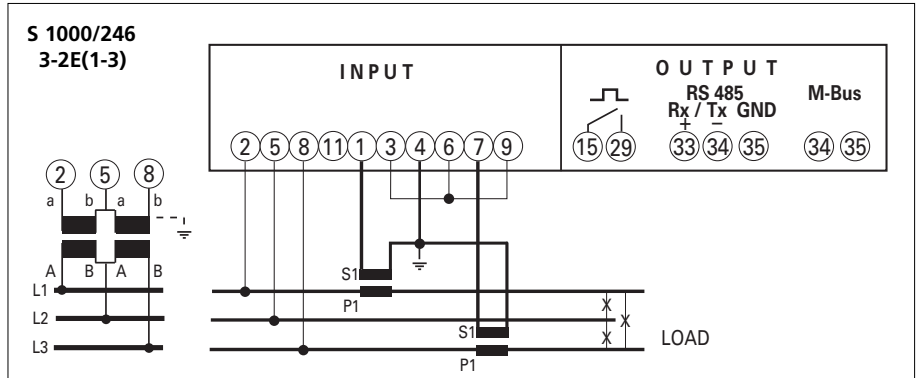 S 1000/246
3-2E(1-3)
INPUT
OUTPUT
RS 485
Rx / Tx GND
M-Bus
+ –
2 5 8 11 1 3 4 6 7 9
15 29 33 34 35 34 35
2 5 8
a b a b
A B A B
L1
L2
L3
S1
P1
S1
P1
X
X
X
LOAD